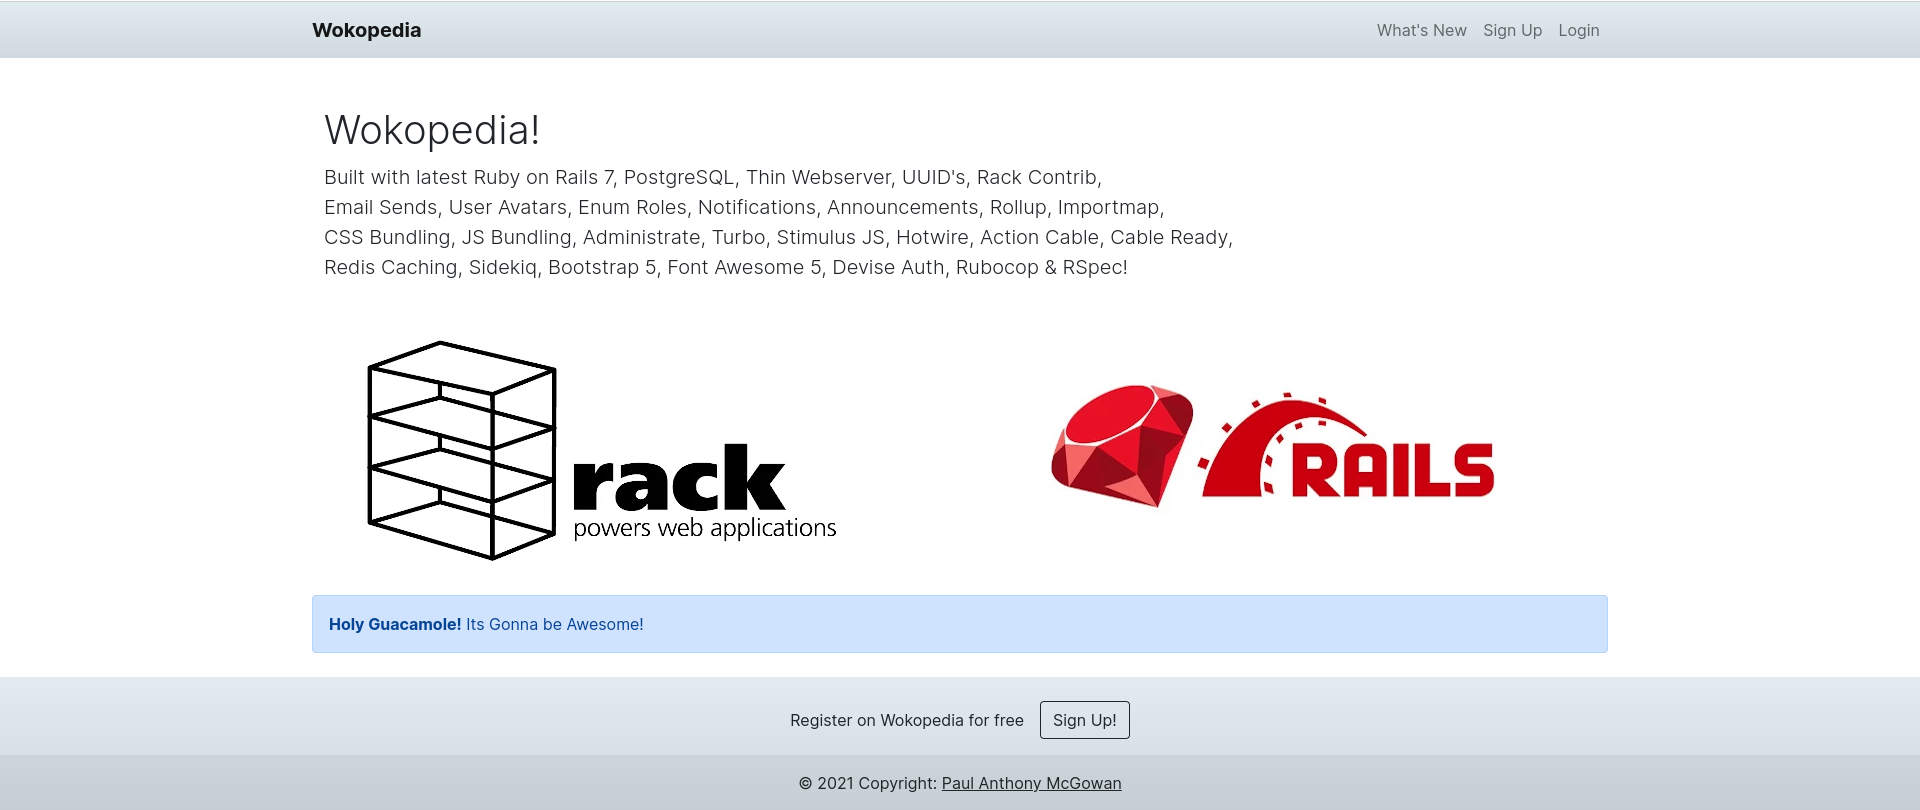 Wokopedia
What's New Sign Up Login
Wokopedia!
Built with latest Ruby on Rails 7, PostgreSQL, Thin Webserver, UUID's, Rack Contrib,
Email Sends, User Avatars, Enum Roles, Notifications, Announcements, Rollup, Importmap,
CSS Bundling, JS Bundling, Administrate, Turbo, Stimulus JS, Hotwire, Action Cable, Cable Ready,
Redis Caching, Sidekiq, Bootstrap 5, Font Awesome 5, Devise Auth, Rubocop & RSpec!
rack
powers web applications
RAILS
Holy Guacamole! Its Gonna be Awesome!
Register on Wokopedia for free Sign Up!
© 2021 Copyright: Paul Anthony McGowan